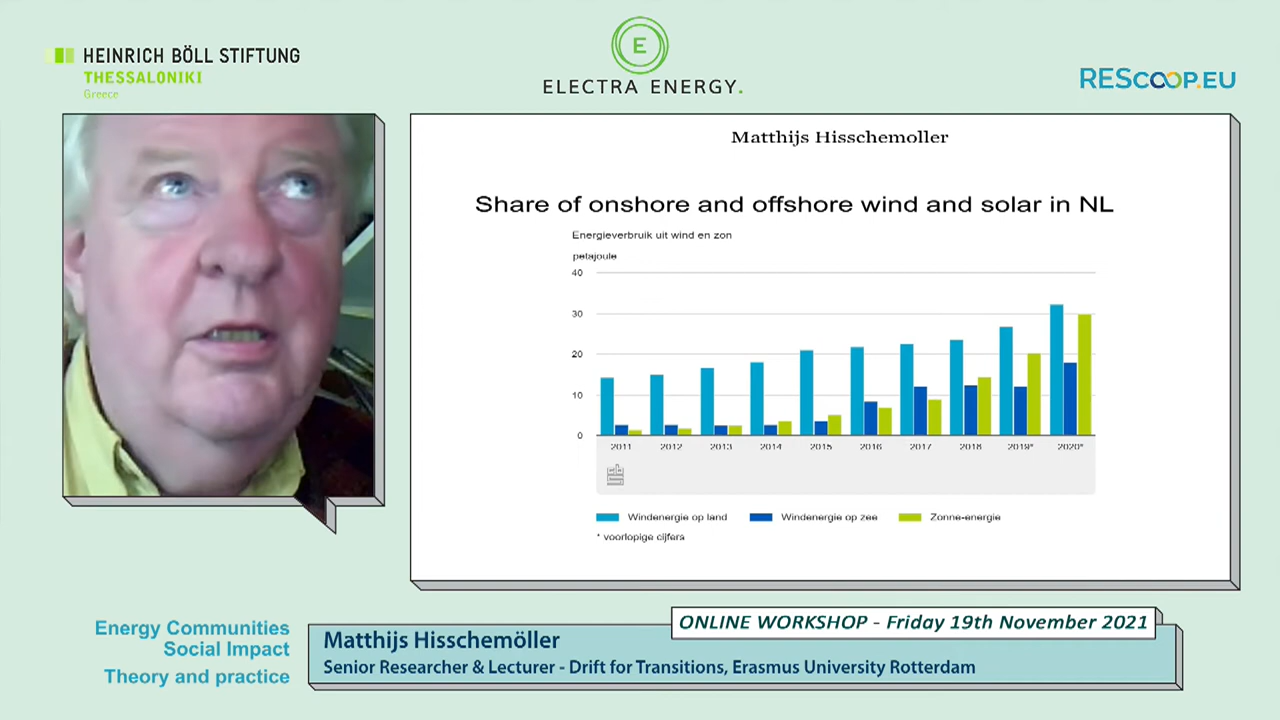 HEINRICH BÖLL STIFTUNG
THESSALONIKI
Greece
E
ELECTRA ENERGY.
REScoop.EU
Matthijs Hisschemoller
Share of onshore and offshore wind and solar in NL
Energieverbruik uit wind en zon
petajoule
40
30
20
10
0
2011 2012 2013 2014 2015 2016 2017 2018 2019* 2020*
Windenergie op land Windenergie op zee Zonne-energie
* voorlopige cijfers
ONLINE WORKSHOP - Friday 19th November 2021
Energy Communities
Social Impact
Theory and practice
Matthijs Hisschemöller
Senior Researcher & Lecturer - Drift for Transitions, Erasmus University Rotterdam